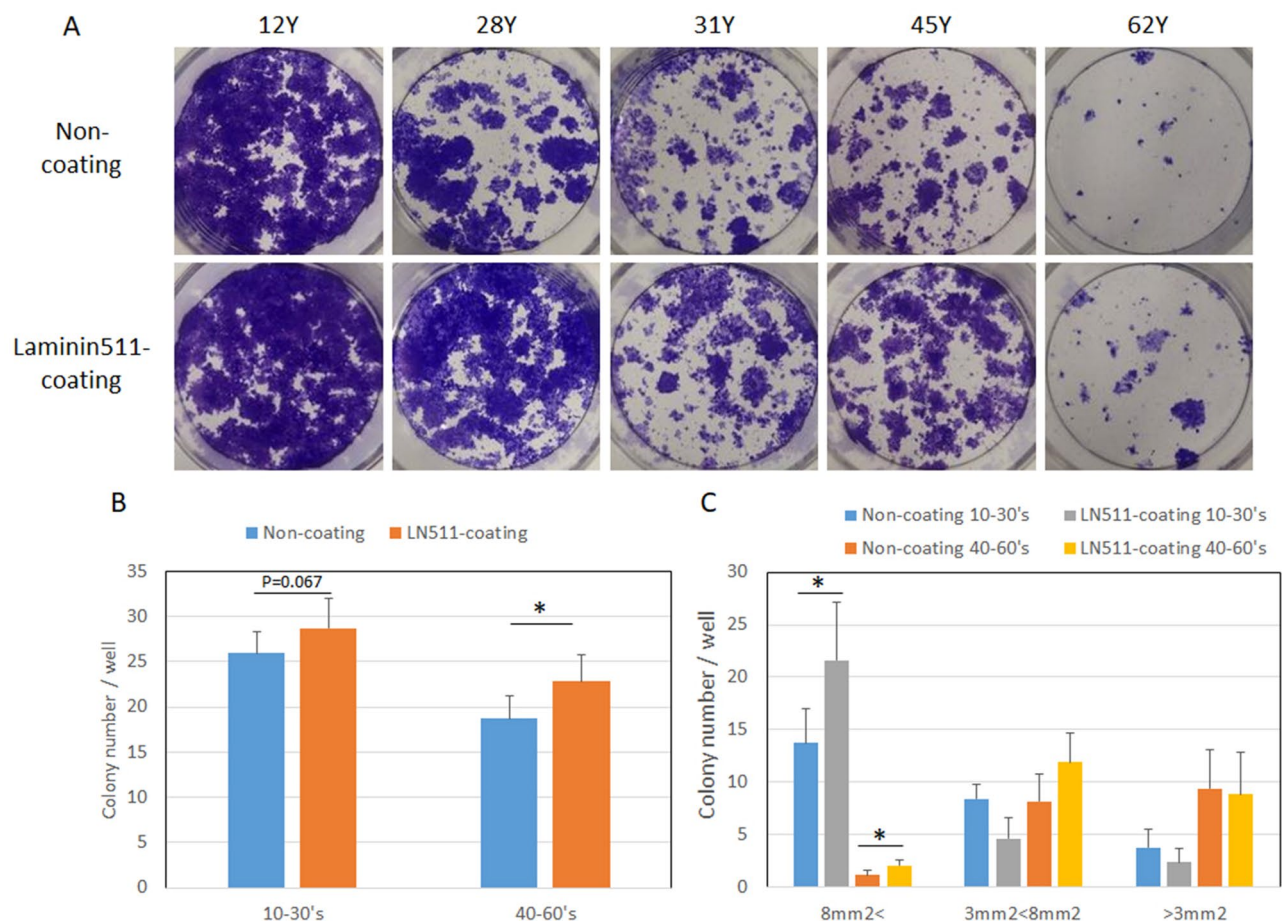 A
12Y 28Y 31Y 45Y 62Y
Non-
coating
Laminin511-
coating
B
Non-coating LN511-coating
35
30
25
20
15
10
5
0
Colony number / well
P=0.067
*
10-30's 40-60's
C
Non-coating 10-30's LN511-coating 10-30's
Non-coating 40-60's LN511-coating 40-60's
30
25
20
15
10
5
0
Colony number / well
*
*
8mm2< 3mm2<8mm2 >3mm2